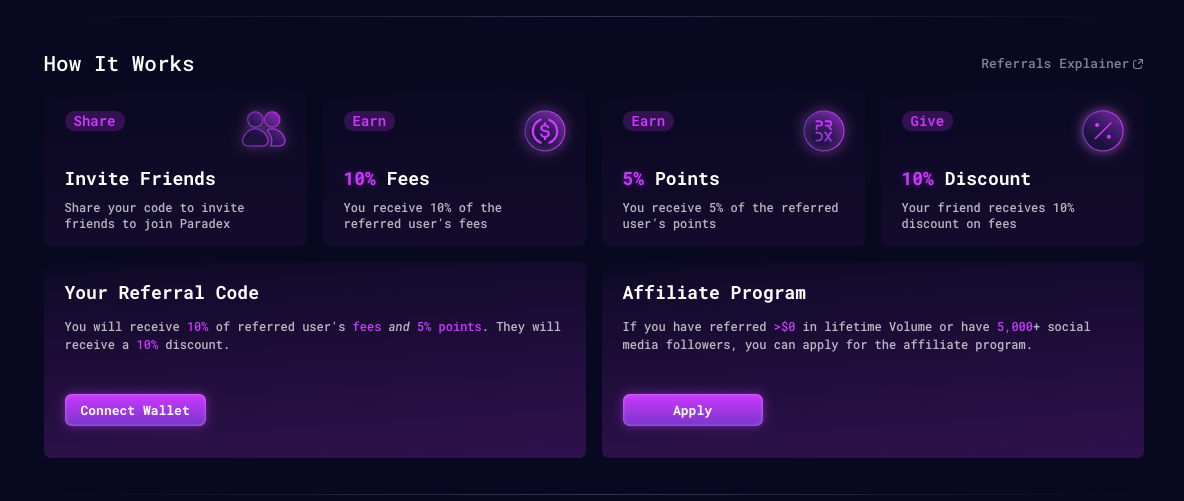 How It Works
Referrals Explainer
Share
Invite Friends
Share your code to invite
friends to join Paradex
Earn
10% Fees
You receive 10% of the
referred user's fees
Earn
PR
DX
5% Points
You receive 5% of the referred
user's points
Give
10% Discount
Your friend receives 10%
discount on fees
Your Referral Code
You will receive 10% of referred user's fees and 5% points. They will
receive a 10% discount.
Connect Wallet
Affiliate Program
If you have referred >$0 in lifetime Volume or have 5,000+ social
media followers, you can apply for the affiliate program.
Apply